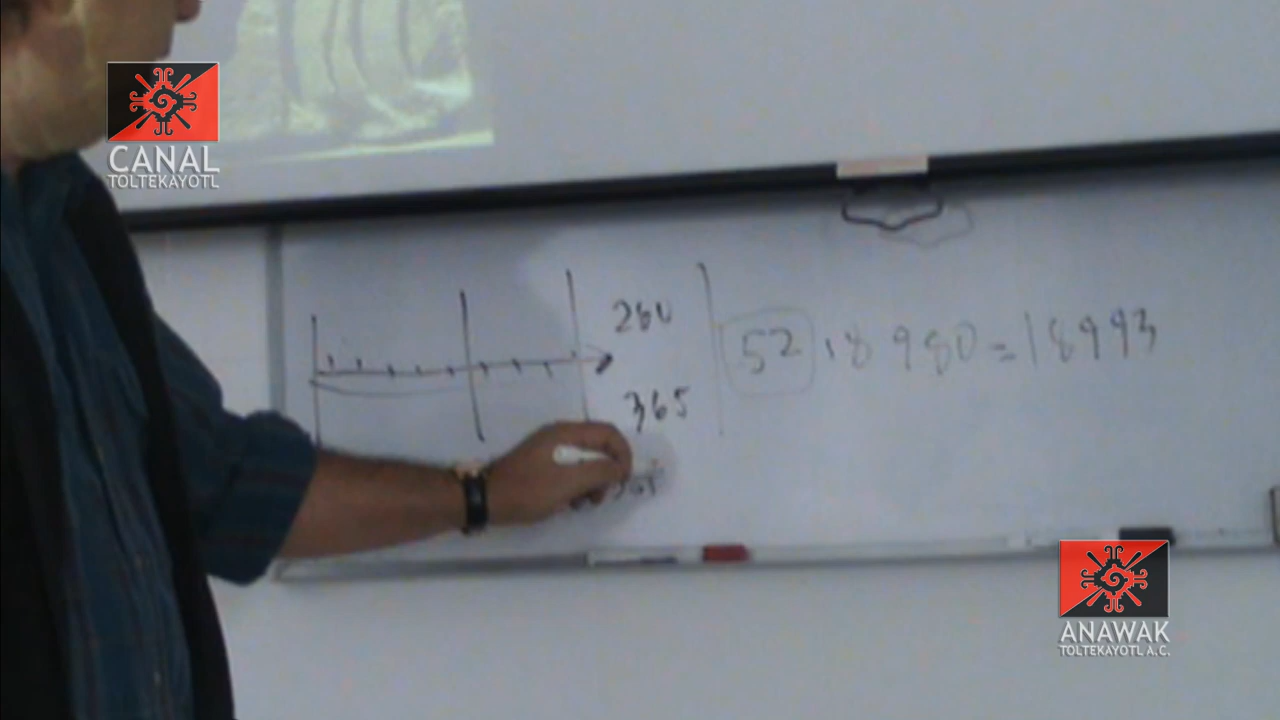 CANAL
TOLTEKAYOTL
260
52 18980=18993
365
ANAWAK
TOLTEKAYOTL A.C.